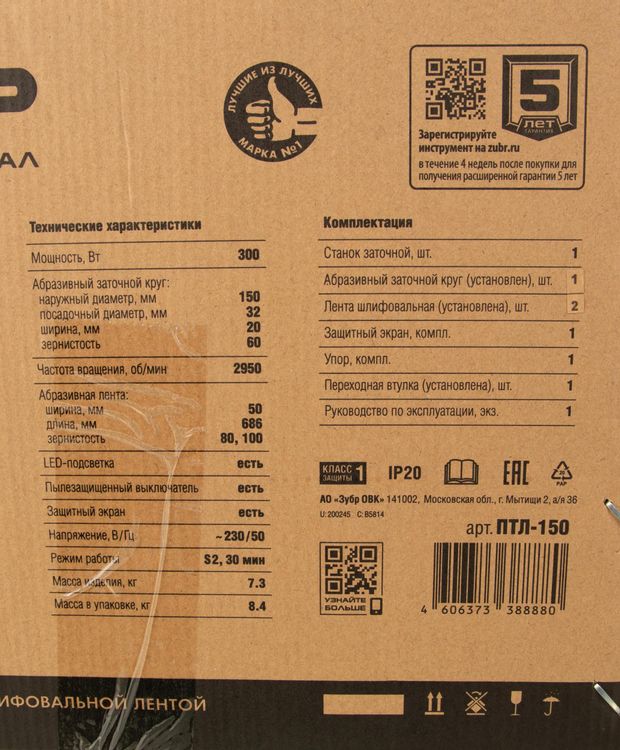 Р
АЛ
ЛУЧШИЕ ИЗ ЛУЧШИХ
МАРКА №1
5
ЛЕТ
ГАРАНТИЯ
Зарегистрируйте
инструмент на zubr.ru
в течение 4 недель после покупки для
получения расширенной гарантии 5 лет
Технические характеристики
Мощность, Вт 300
Абразивный заточной круг:
наружный диаметр, мм 150
посадочный диаметр, мм 32
ширина, мм 20
зернистость 60
Частота вращения, об/мин 2950
Абразивная лента:
ширина, мм 50
длина, мм 686
зернистость 80, 100
LED-подсветка есть
Пылезащищенный выключатель есть
Защитный экран есть
Напряжение, В/Гц ~230/50
Режим работы S2, 30 мин
Масса изделия, кг 7.3
Масса в упаковке, кг 8.4
Комплектация
Станок заточной, шт. 1
Абразивный заточной круг (установлен), шт. 1
Лента шлифовальная (установлена), шт. 2
Защитный экран, компл. 1
Упор, компл. 1
Переходная втулка (установлена), шт. 1
Руководство по эксплуатации, экз. 1
КЛАСС ЗАЩИТЫ 1 IP20 ЕАС 20 PAP
АО «Зубр ОВК» 141002, Московская обл., г. Мытищи 2, а/я 36
U: 200245 C: B5814
арт. ПТЛ-150
УЗНАЙТЕ
БОЛЬШЕ
4 606373 388880
ИФОВАЛЬНОЙ ЛЕНТОЙ